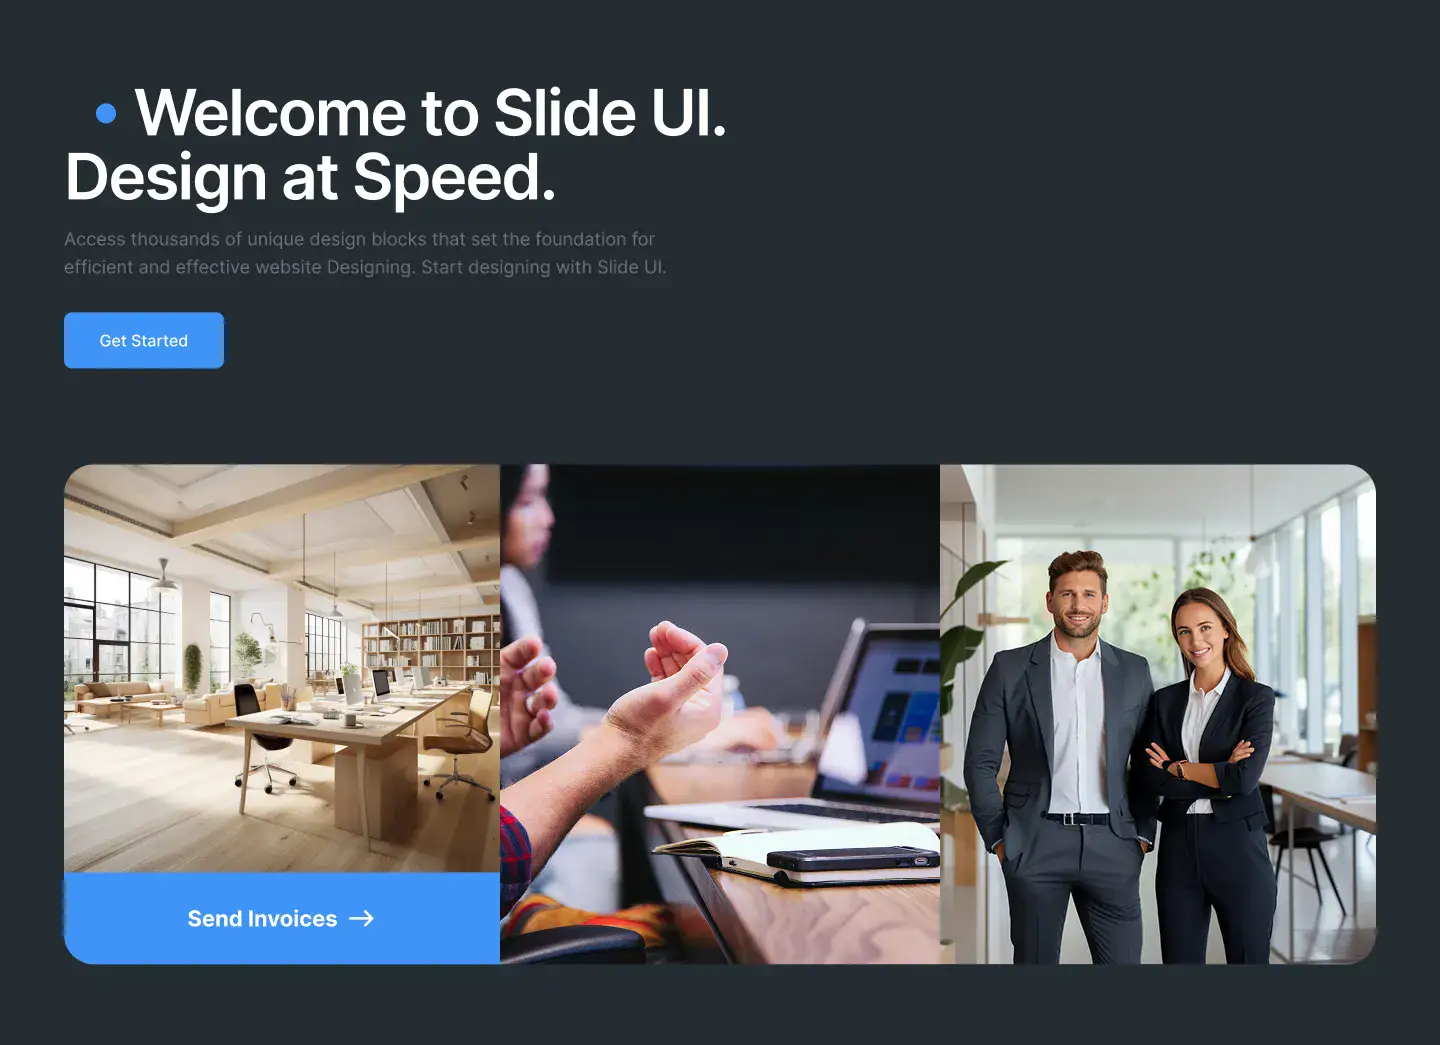 Welcome to Slide UI.
Design at Speed.
Access thousands of unique design blocks that set the foundation for
efficient and effective website Designing. Start designing with Slide UI.
Get Started
Send Invoices